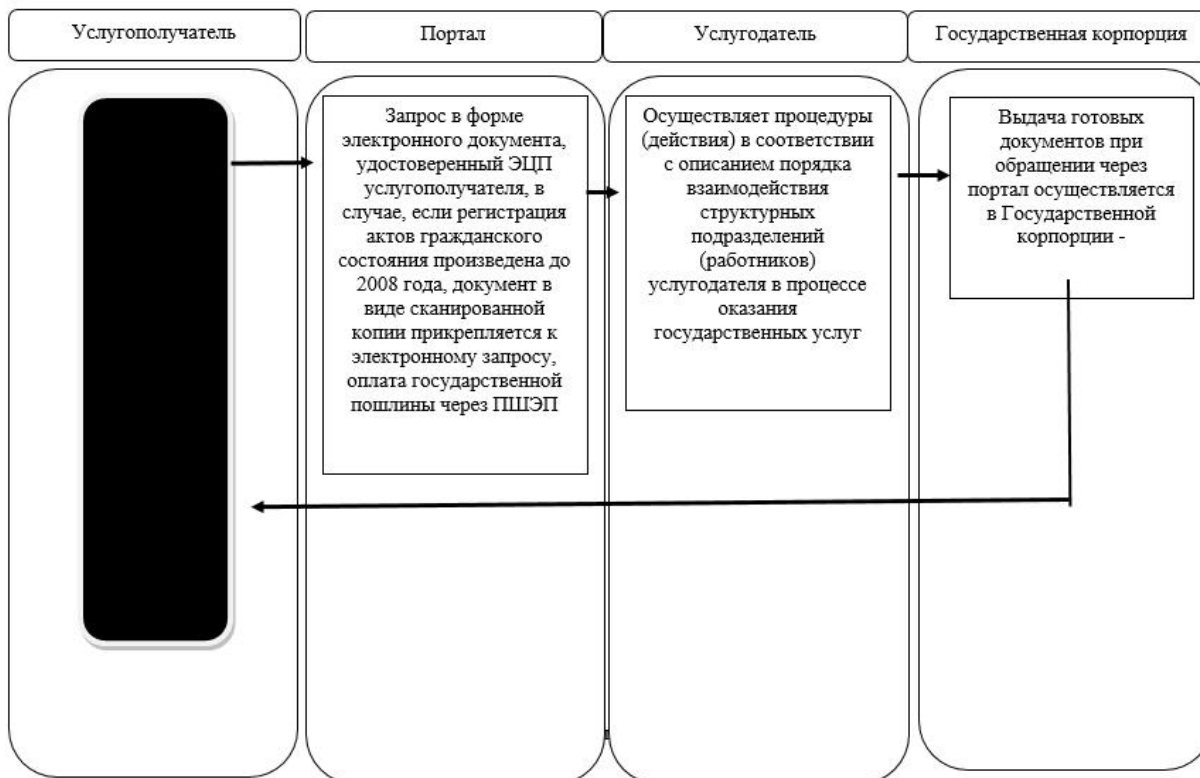 Услугополучатель
Портал
Услугодатель
Государственная корпорция
Запрос в форме
электронного документа,
удостоверенный ЭЦП
услугополучателя, в
случае, если регистрация
актов гражданского
состояния произведена до
2008 года, документ в
виде сканированной
копии прикрепляется к
электронному запросу,
оплата государственной
пошлины через ПШЭП
Осуществляет процедуры
(действия) в соответствии
с описанием порядка
взаимодействия
структурных
подразделений
(работников)
услугодателя в процессе
оказания
государственных услуг
Выдача готовых
документов при
обращении через
портал осуществляется
в Государственной
корпорции -